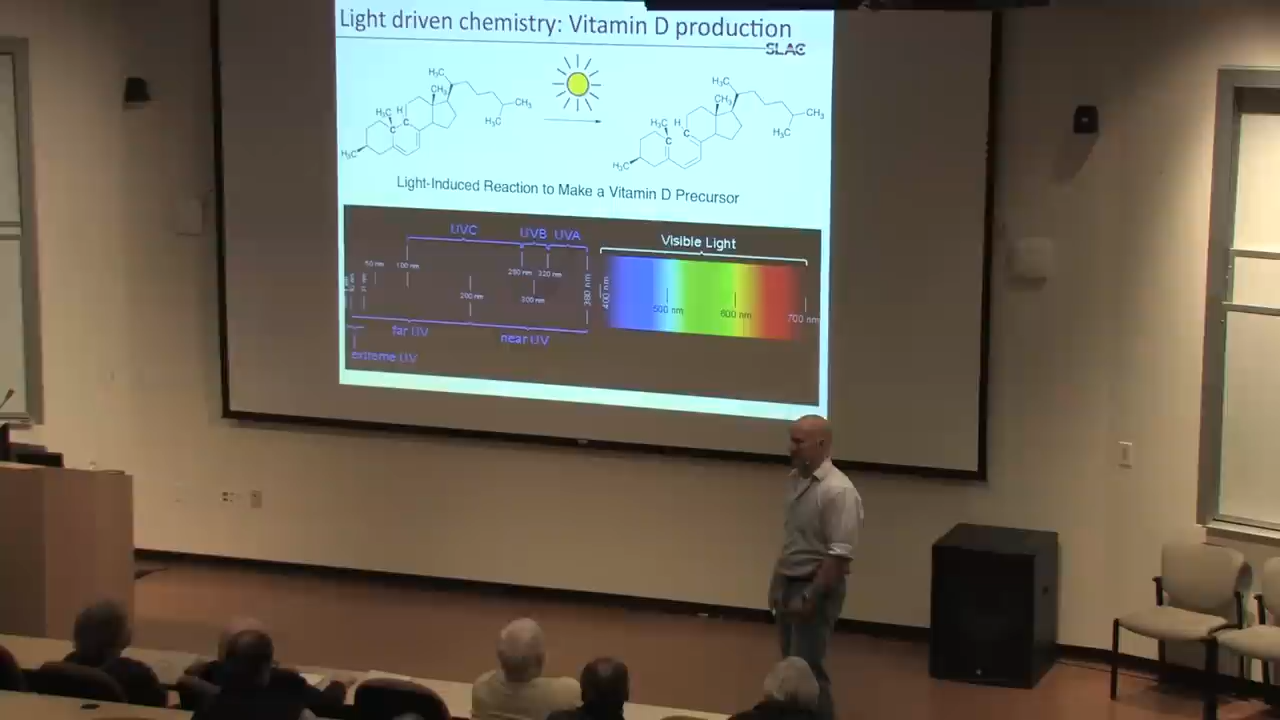 Light driven chemistry: Vitamin D production
SLAC
H₃C
CH₃
H₃C H
CH₃
H₃C
H₃C
H₃C
CH₃
H₃C H
C
CH₃
H₃C
H₃C
Light-Induced Reaction to Make a Vitamin D Precursor
UVC UVB UVA
Visible Light
50 nm 100 nm 280 nm 320 nm
200 nm 300 nm 380 nm 400 nm 500 nm 600 nm 700 nm
far UV near UV
extreme UV